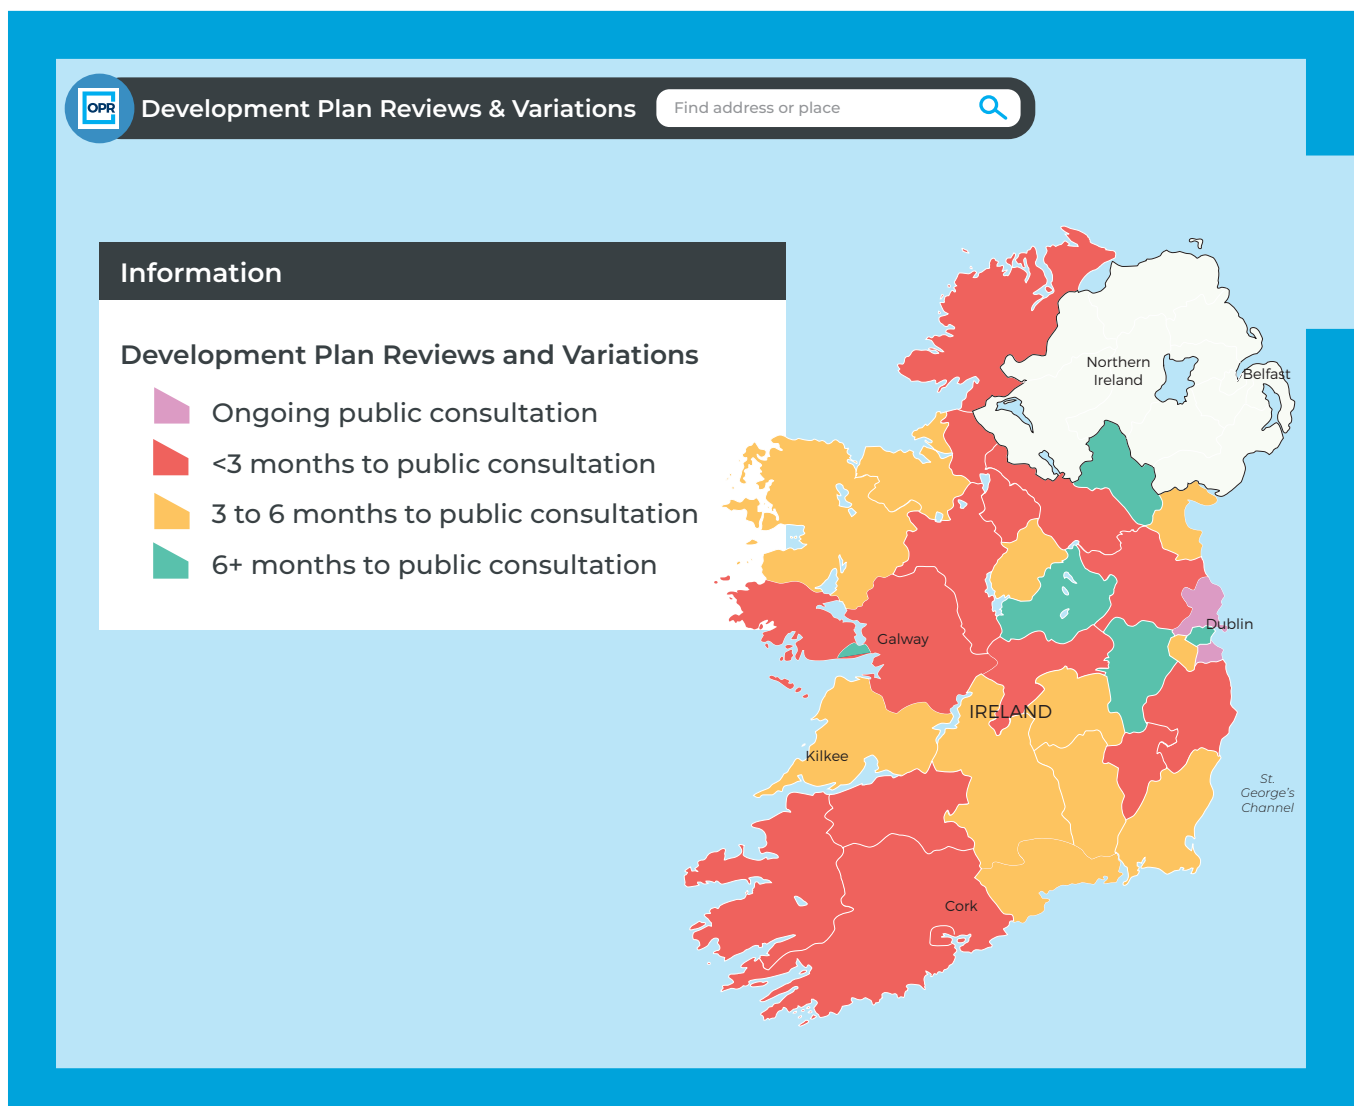 OPR
Development Plan Reviews & Variations
Find address or place
Information
Development Plan Reviews and Variations
Ongoing public consultation
<3 months to public consultation
3 to 6 months to public consultation
6+ months to public consultation
Northern
Ireland
Belfast
Dublin
Galway
IRELAND
Kilkee
St.
George's
Channel
Cork